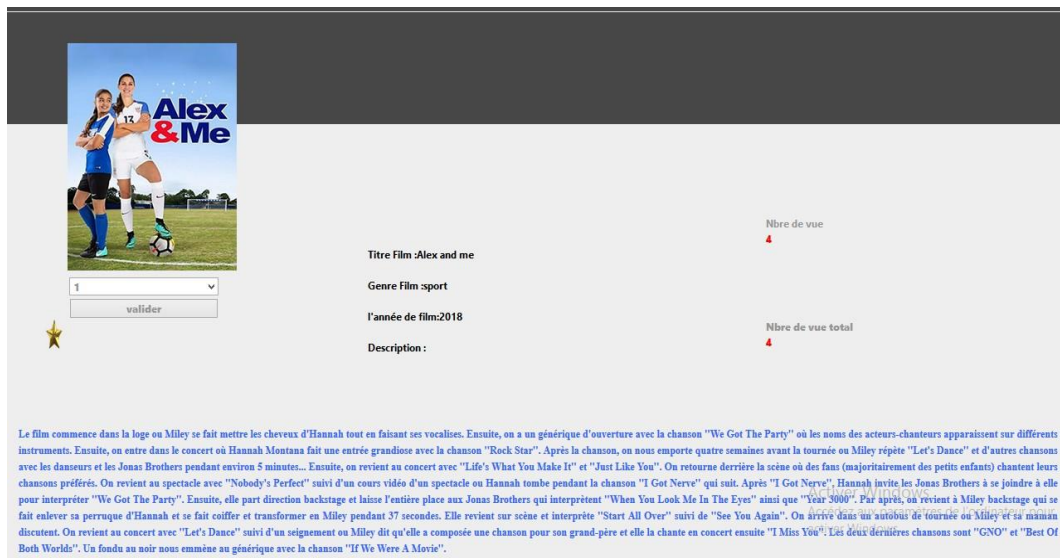 Alex
&Me
13
Nbre de vue
4
Titre Film :Alex and me
1
Genre Film :sport
valider
l'année de film:2018
Nbre de vue total
4
Description :
Le film commence dans la loge ou Miley se fait mettre les cheveux d'Hannah tout en faisant ses vocalises. Ensuite, on a un générique d'ouverture avec la chanson "We Got The Party" où les noms des acteurs-chanteurs apparaissent sur différents
instruments. Ensuite, on entre dans le concert où Hannah Montana fait une entrée grandiose avec la chanson "Rock Star". Après la chanson, on nous emporte quatre semaines avant la tournée ou Miley répète "Let's Dance" et d'autres chansons
avec les danseurs et les Jonas Brothers pendant environ 5 minutes... Ensuite, on revient au concert avec "Life's What You Make It" et "Just Like You". On retourne derrière la scène où des fans (majoritairement des petits enfants) chantent leurs
chansons préférés. On revient au spectacle avec "Nobody's Perfect" suivi d'un cours vidéo d'un spectacle ou Hannah tombe pendant la chanson "I Got Nerve" qui suit. Après "I Got Nerve", Hannah invite les Jonas Brothers à se joindre à elle
pour interpréter "We Got The Party". Ensuite, elle part direction backstage et laisse l'entière place aux Jonas Brothers qui interprètent "When You Look Me In The Eyes" ainsi que "Year 3000". Par après, on revient à Miley backstage qui se
fait enlever sa perruque d'Hannah et se fait coiffer et transformer en Miley pendant 37 secondes. Elle revient sur scène et interprête "Start All Over" suivi de "See You Again". On arrive dans un autobus de tournée où Miley et sa maman
discutent. On revient au concert avec "Let's Dance" suivi d'un seignement ou Miley dit qu'elle a composée une chanson pour son grand-père et elle la chante en concert ensuite "I Miss You". Les deux dernières chansons sont "GNO" et "Best Of
Both Worlds". Un fondu au noir nous emmène au générique avec la chanson "If We Were A Movie".
Activer Windows
Accédez aux paramètres de l'ordinateur pour
activer Windows.